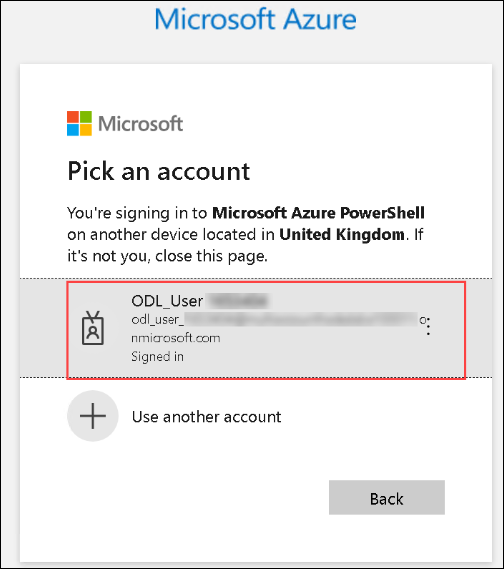 Microsoft Azure
Microsoft
Pick an account
You're signing in to Microsoft Azure PowerShell
on another device located in United Kingdom. If
it's not you, close this page.
ODL_User
odl_user_ o
nmicrosoft.com
Signed in
Use another account
Back